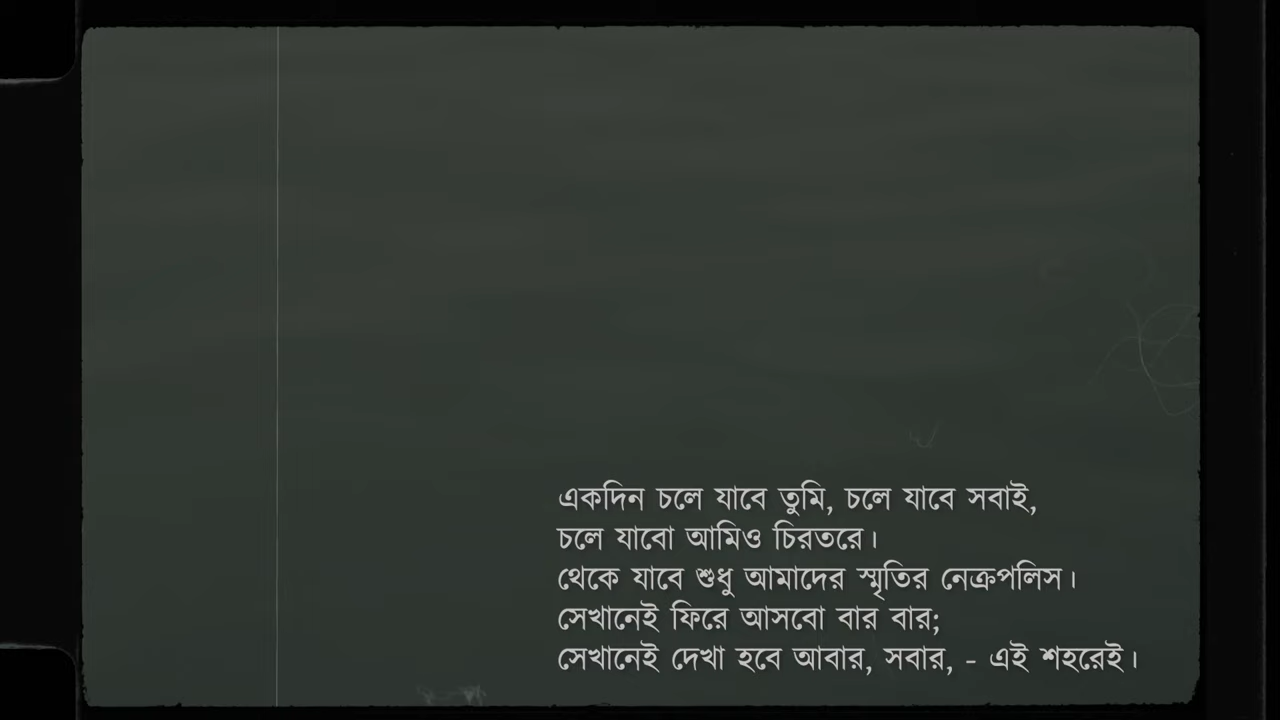 একদিন চলে যাবে তুমি, চলে যাবে সবাই,
চলে যাবো আমিও চিরতরে।
থেকে যাবে শুধু আমাদের স্মৃতির নেক্রপলিস।
সেখানেই ফিরে আসবো বার বার;
সেখানেই দেখা হবে আবার, সবার, - এই শহরেই।